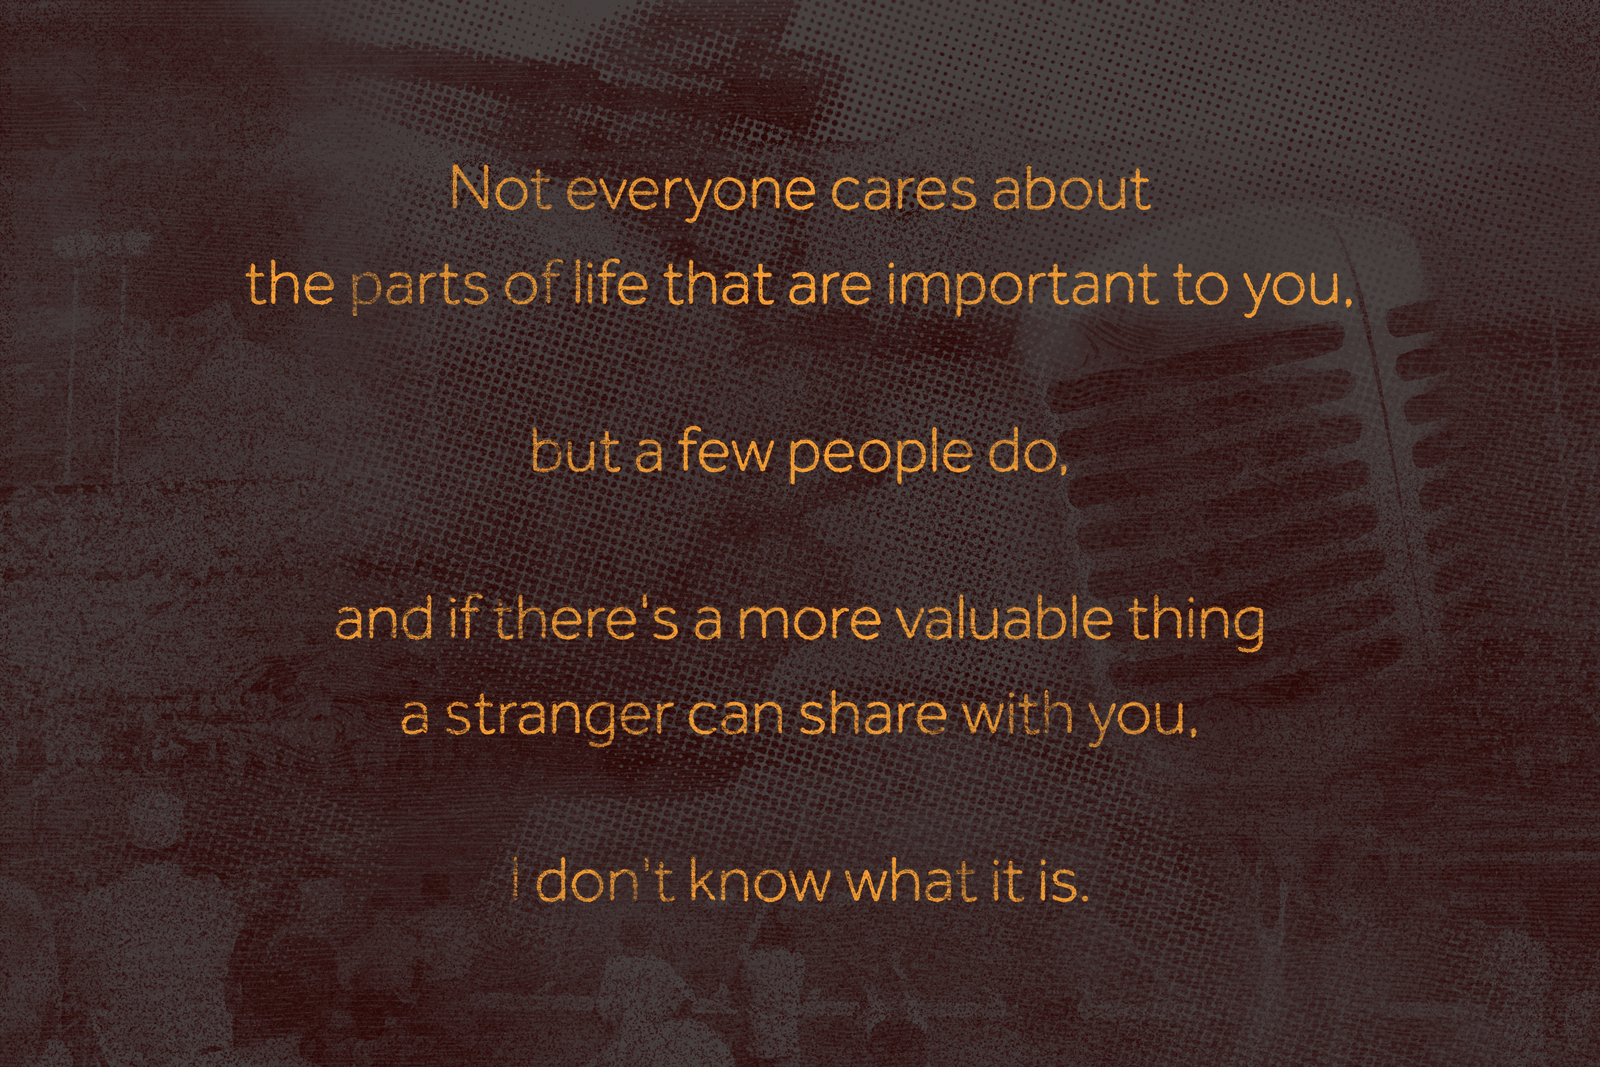 Not everyone cares about
the parts of life that are important to you,
but a few people do,
and if there's a more valuable thing
a stranger can share with you,
I don't know what it is.